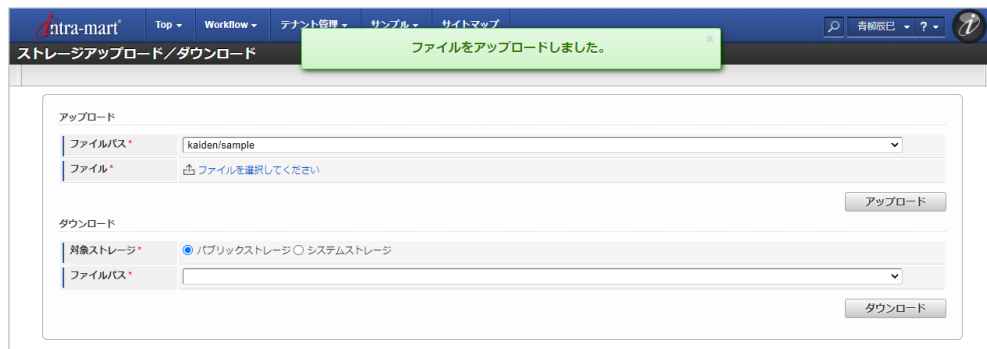 intra-mart Top Workflow テナント管理 サンプル サイトマップ 青柳辰巳 ?
ストレージアップロード／ダウンロード
ファイルをアップロードしました。 ×
アップロード
ファイルパス* kaiden/sample
ファイル* ファイルを選択してください
アップロード
ダウンロード
対象ストレージ* パブリックストレージ システムストレージ
ファイルパス*
ダウンロード